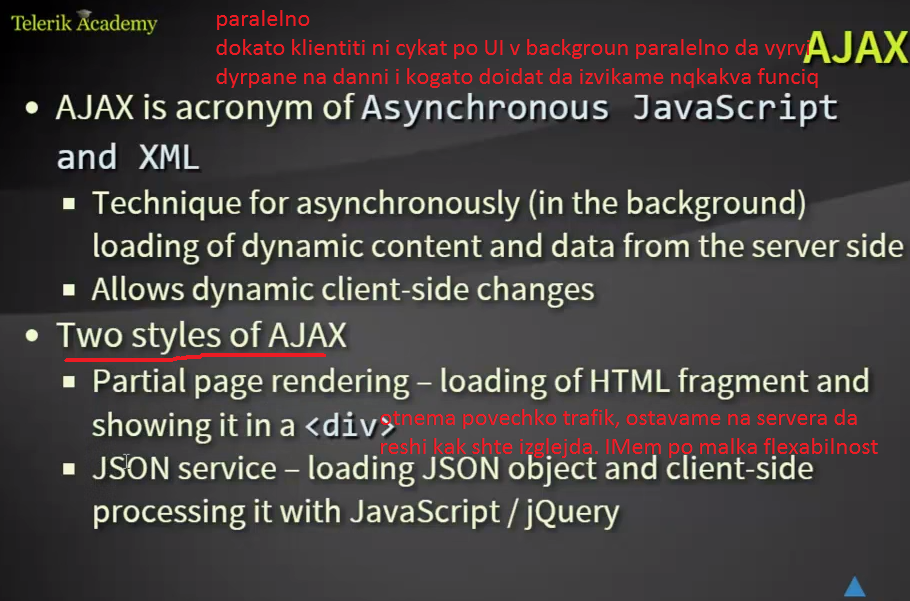 Telerik Academy
paralelno
dokato klientiti ni cykat po UI v backgroun paralelno da vyrvi
dyrpane na danni i kogato doidat da izvikame nqkakva funciq
AJAX
• AJAX is acronym of Asynchronous JavaScript
and XML
▪ Technique for asynchronously (in the background)
loading of dynamic content and data from the server side
▪ Allows dynamic client-side changes
• Two styles of AJAX
▪ Partial page rendering – loading of HTML fragment and
showing it in a <div>
otnema povechko trafik, ostavame na servera da
reshi kak shte izglejda. IMem po malka flexabilnost
▪ JSON service – loading JSON object and client-side
processing it with JavaScript / jQuery